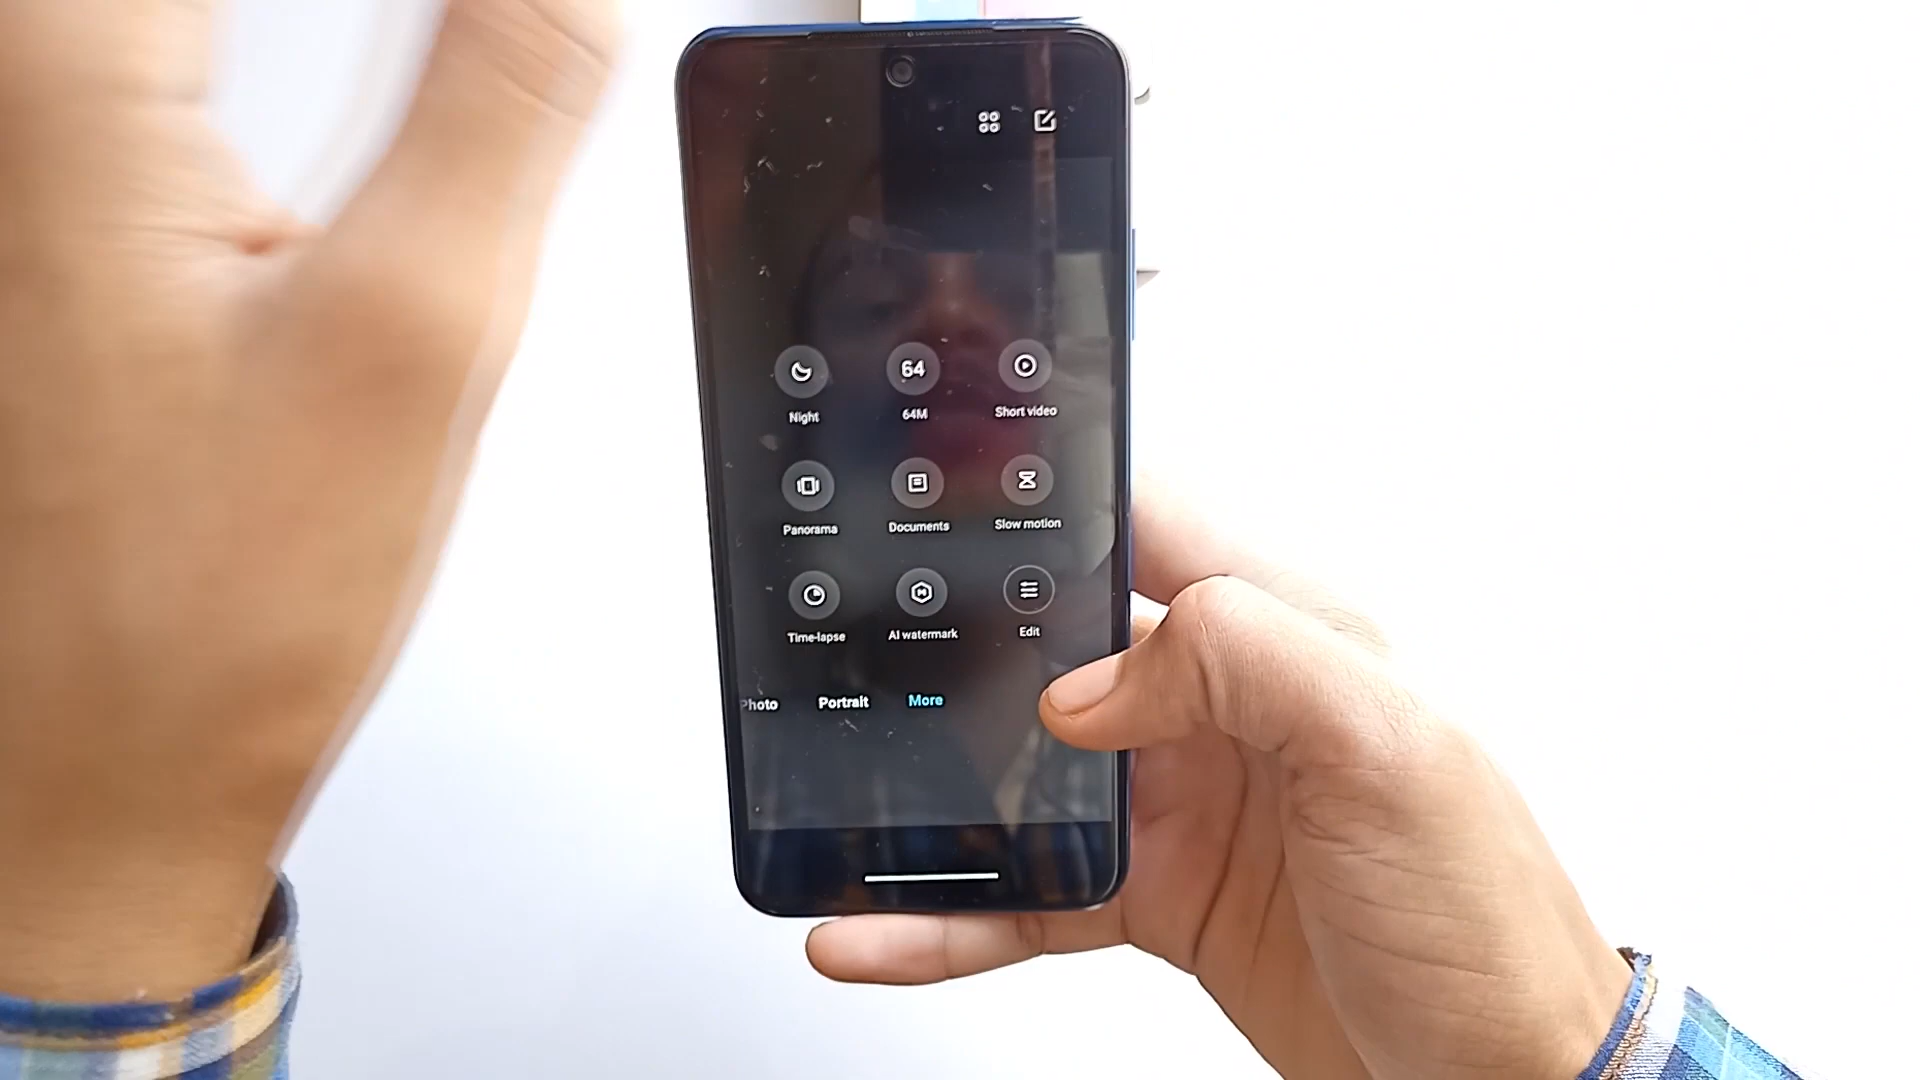 64
Night 64M Short video
Panorama Documents Slow motion
Time-lapse AI watermark Edit
Photo Portrait More